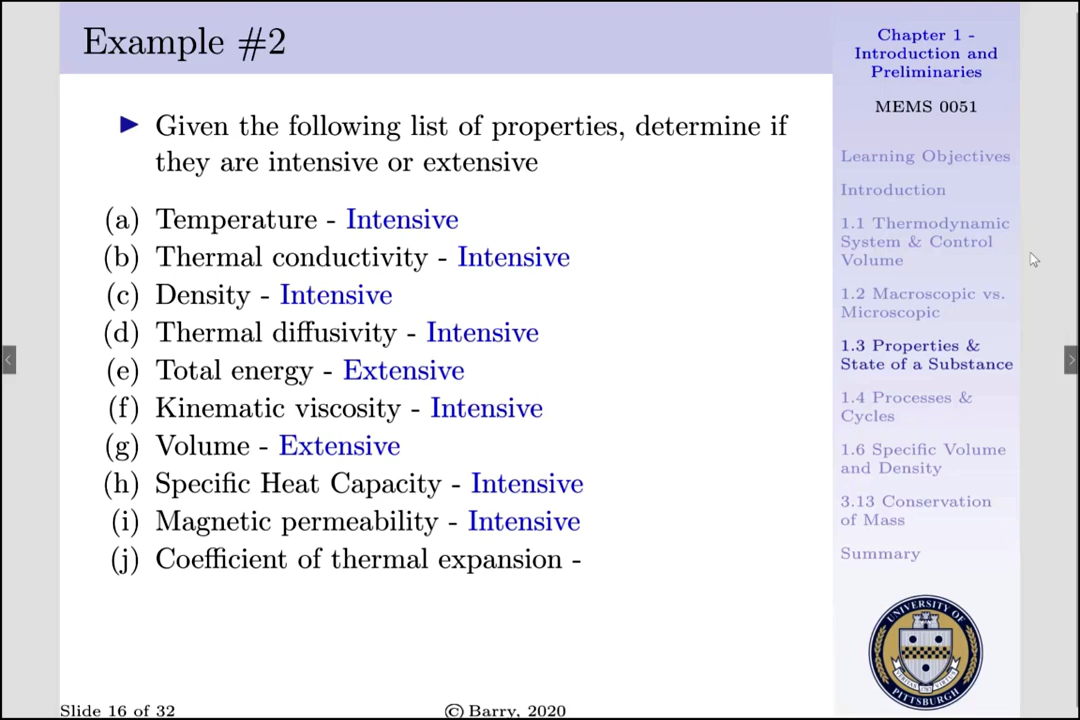 Example #2
Given the following list of properties, determine if
they are intensive or extensive
(a) Temperature - Intensive
(b) Thermal conductivity - Intensive
(c) Density - Intensive
(d) Thermal diffusivity - Intensive
(e) Total energy - Extensive
(f) Kinematic viscosity - Intensive
(g) Volume - Extensive
(h) Specific Heat Capacity - Intensive
(i) Magnetic permeability - Intensive
(j) Coefficient of thermal expansion -
Slide 16 of 32
© Barry, 2020
Chapter 1 -
Introduction and
Preliminaries
MEMS 0051
Learning Objectives
Introduction
1.1 Thermodynamic
System & Control
Volume
1.2 Macroscopic vs.
Microscopic
1.3 Properties &
State of a Substance
1.4 Processes &
Cycles
1.6 Specific Volume
and Density
3.13 Conservation
of Mass
Summary
UNIVERSITY OF
PITTSBURGH